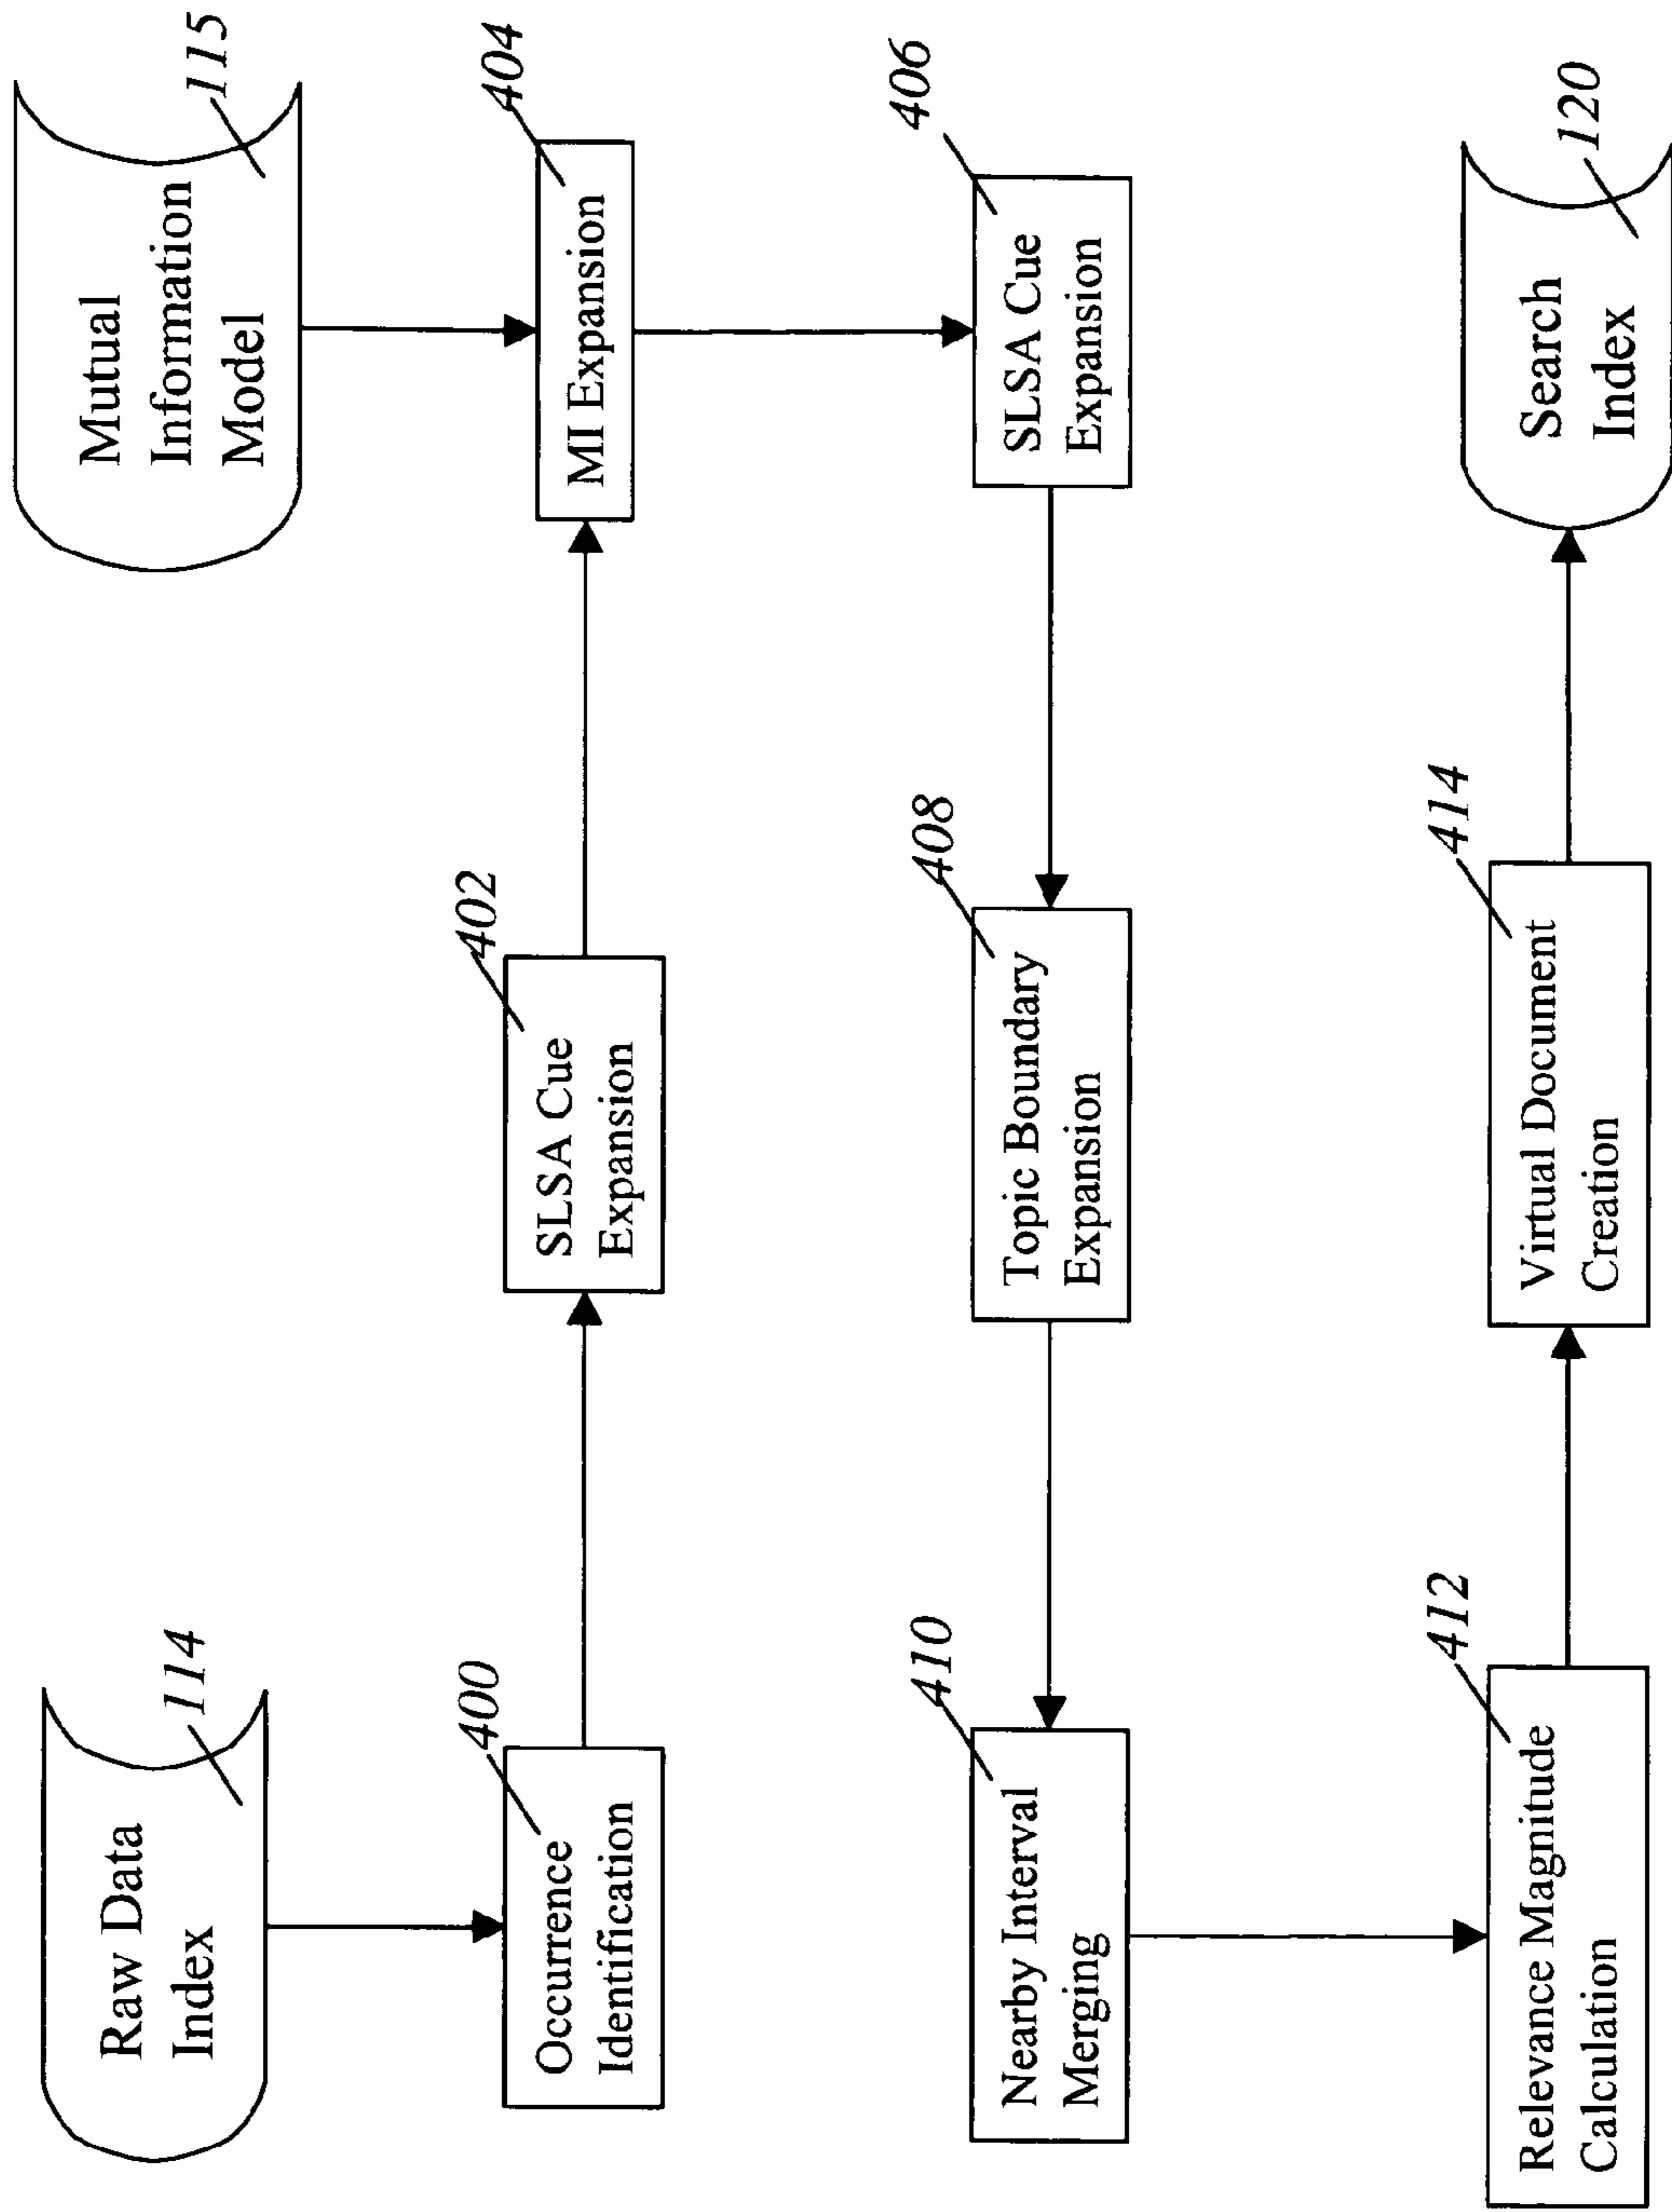 Raw Data
Index
114
Mutual
Information
Model
115
400
Occurrence
Identification
402
SLSA Cue
Expansion
404
MI Expansion
406
SLSA Cue
Expansion
408
Topic Boundary
Expansion
410
Nearby Interval
Merging
412
Relevance Magnitude
Calculation
414
Virtual Document
Creation
120
Search
Index